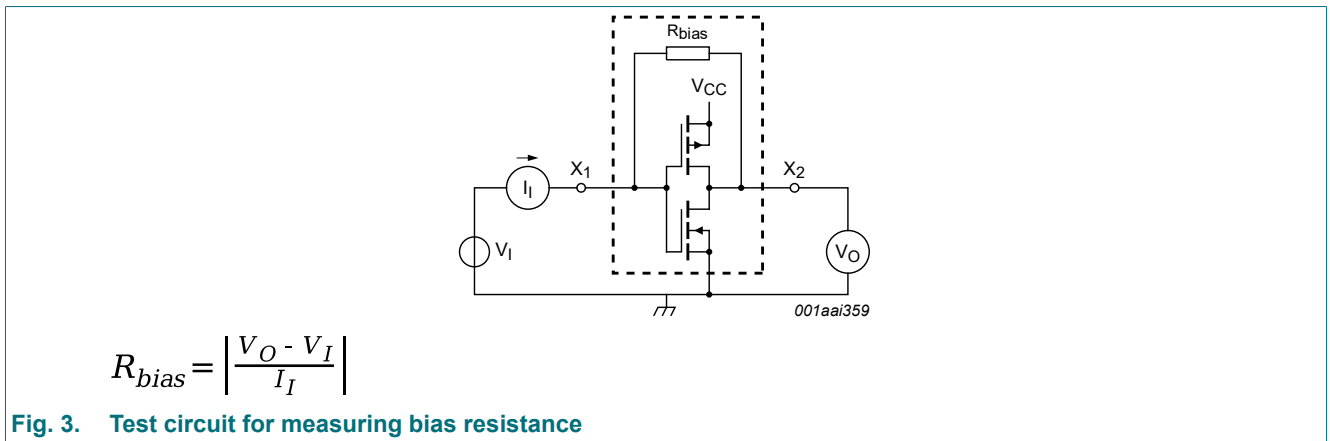 Rbias
VCC
X1
X2
II
VI
VO
001aai359
Rbias = | VO - VI / II |
Fig. 3. Test circuit for measuring bias resistance